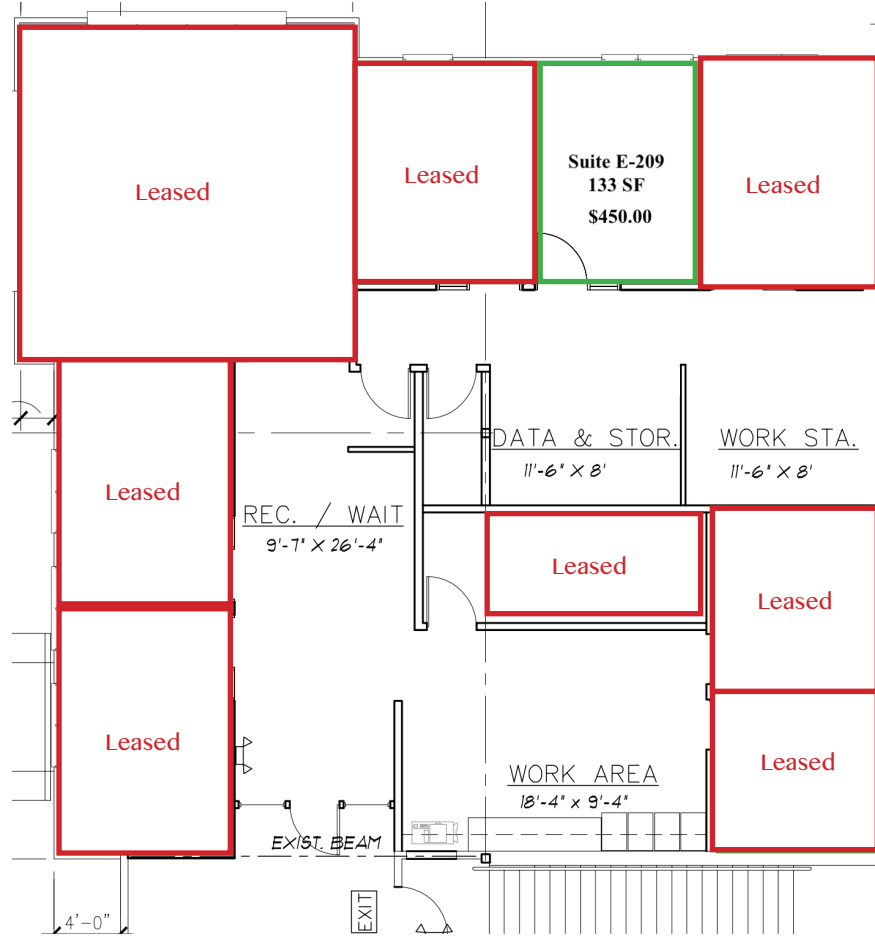 Leased
Leased
Suite E-209
133 SF
$450.00
Leased
DATA & STOR.
11'-6" X 8'
WORK STA.
11'-6" X 8'
Leased
REC. / WAIT
9'-7" X 26'-4"
Leased
Leased
Leased
Leased
WORK AREA
18'-4" x 9'-4"
EXIST. BEAM
EXIT
4'-0"